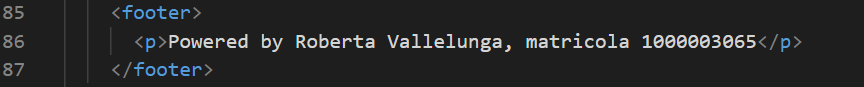 85 <footer>
86 <p>Powered by Roberta Vallelunga, matricola 1000003065</p>
87 </footer>